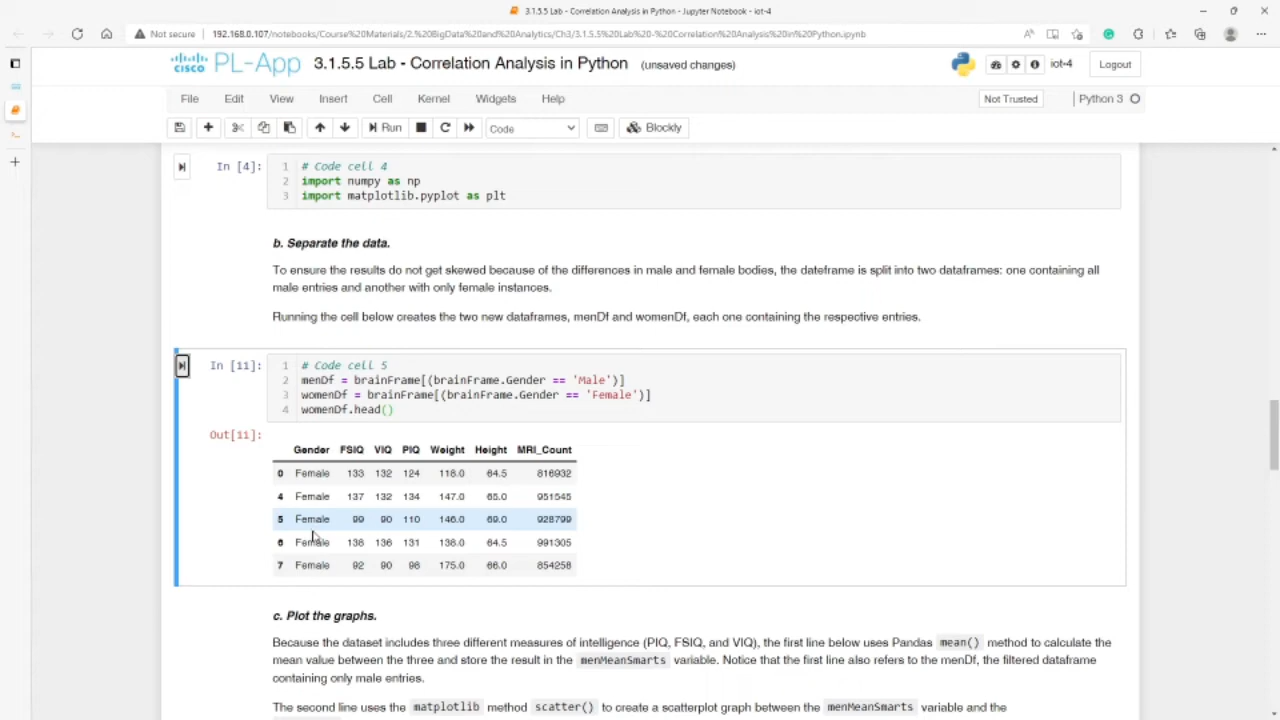 3.1.5.5 Lab - Correlation Analysis in Python - Jupyter Notebook - iot-4
Not secure 192.168.0.107/notebooks/Course%20Materials/2.%20BigData%20and%20Analytics/Ch3/3.1.5.5%20Lab%20-%20Correlation%20Analysis%20in%20Python.ipynb
cisco PL-App 3.1.5.5 Lab - Correlation Analysis in Python (unsaved changes) iot-4 Logout
File Edit View Insert Cell Kernel Widgets Help Not Trusted Python 3
Run Code Blockly
In [4]: 1 # Code cell 4
2 import numpy as np
3 import matplotlib.pyplot as plt
b. Separate the data.
To ensure the results do not get skewed because of the differences in male and female bodies, the dateframe is split into two dataframes: one containing all
male entries and another with only female instances.
Running the cell below creates the two new dataframes, menDf and womenDf, each one containing the respective entries.
In [11]: 1 # Code cell 5
2 menDf = brainFrame[(brainFrame.Gender == 'Male')]
3 womenDf = brainFrame[(brainFrame.Gender == 'Female')]
4 womenDf.head()
Out[11]:
Gender FSIQ VIQ PIQ Weight Height MRI_Count
0 Female 133 132 124 118.0 64.5 816932
4 Female 137 132 134 147.0 65.0 951545
5 Female 99 90 110 146.0 69.0 928799
6 Female 138 136 131 138.0 64.5 991305
7 Female 92 90 98 175.0 66.0 854258
c. Plot the graphs.
Because the dataset includes three different measures of intelligence (PIQ, FSIQ, and VIQ), the first line below uses Pandas mean() method to calculate the
mean value between the three and store the result in the menMeanSmarts variable. Notice that the first line also refers to the menDf, the filtered dataframe
containing only male entries.
The second line uses the matplotlib method scatter() to create a scatterplot graph between the menMeanSmarts variable and the